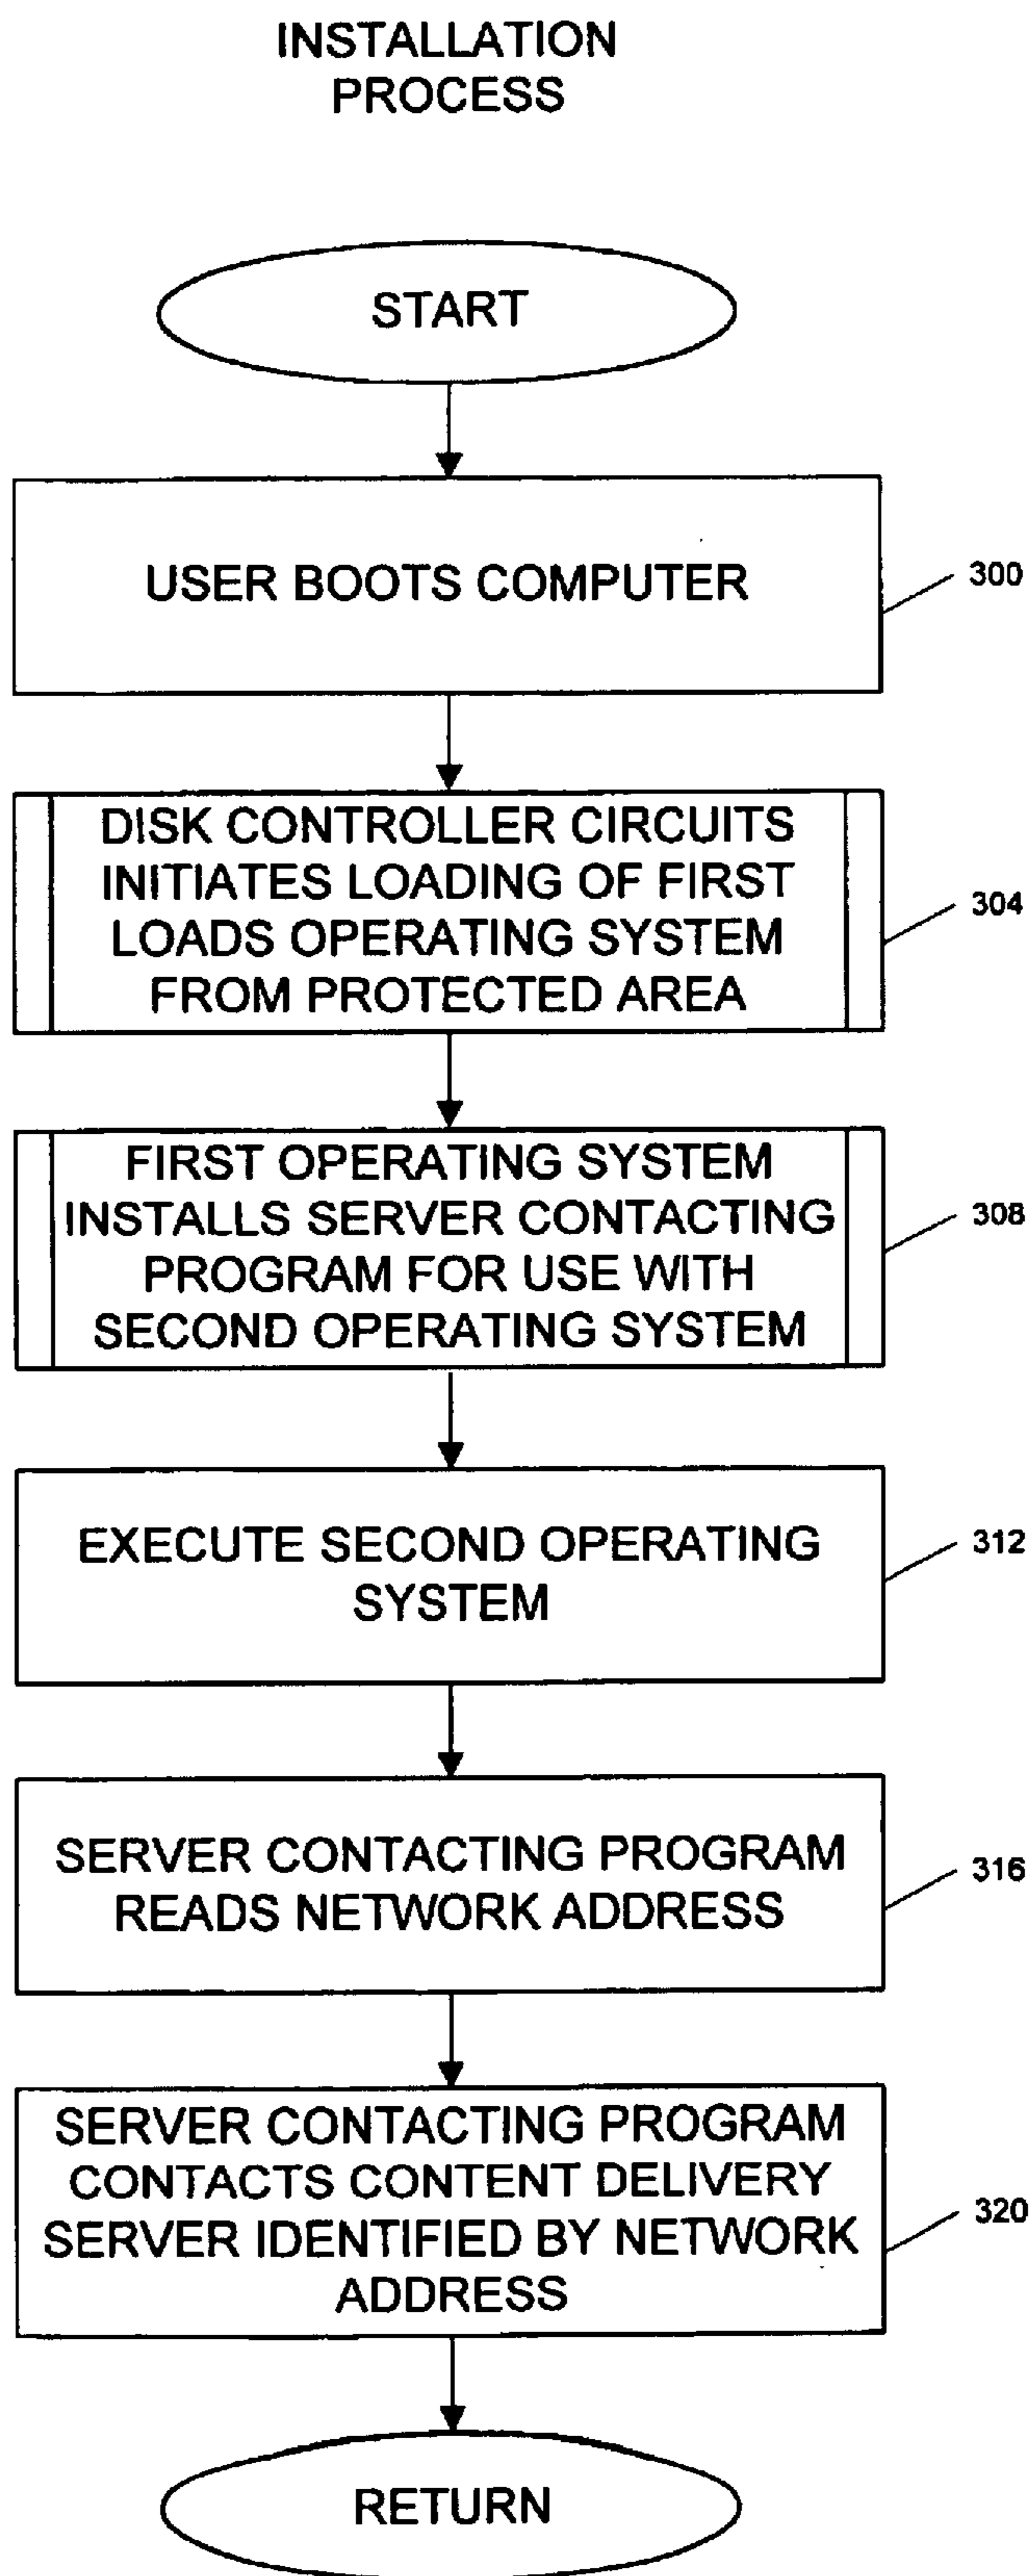 INSTALLATION
PROCESS
START
USER BOOTS COMPUTER
300
DISK CONTROLLER CIRCUITS
INITIATES LOADING OF FIRST
LOADS OPERATING SYSTEM
FROM PROTECTED AREA
304
FIRST OPERATING SYSTEM
INSTALLS SERVER CONTACTING
PROGRAM FOR USE WITH
SECOND OPERATING SYSTEM
308
EXECUTE SECOND OPERATING
SYSTEM
312
SERVER CONTACTING PROGRAM
READS NETWORK ADDRESS
316
SERVER CONTACTING PROGRAM
CONTACTS CONTENT DELIVERY
SERVER IDENTIFIED BY NETWORK
ADDRESS
320
RETURN